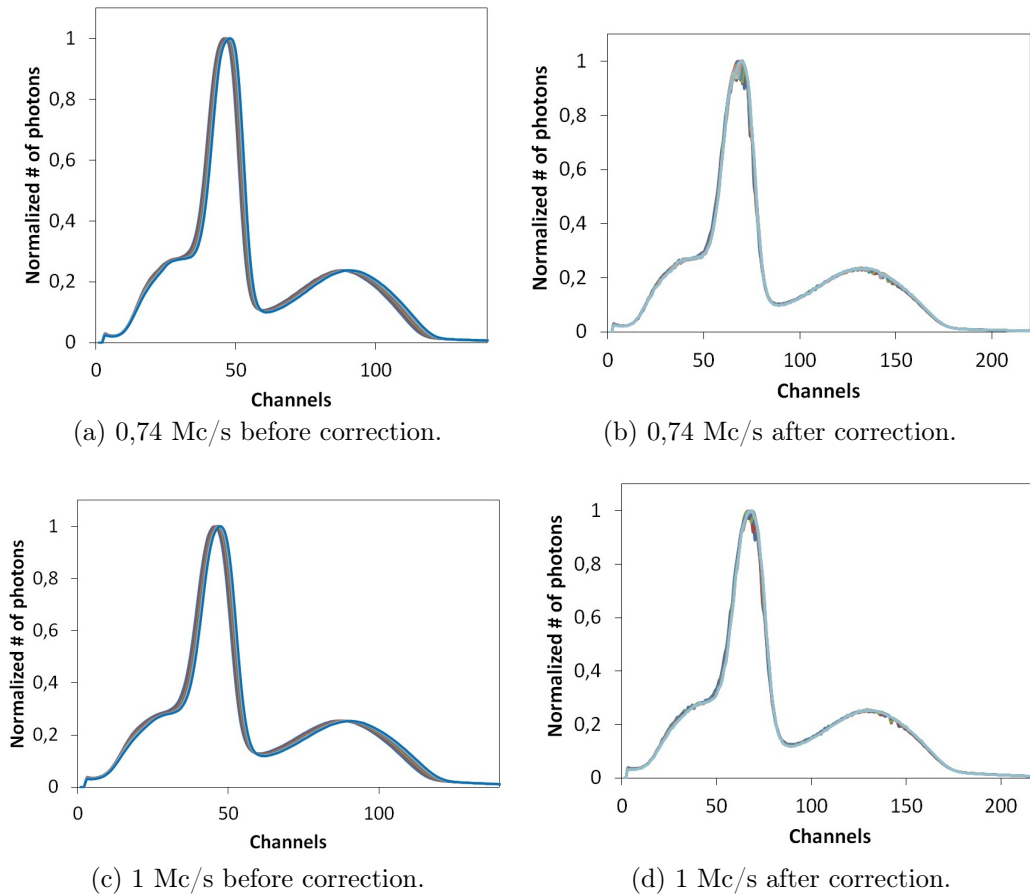 Normalized # of photons
1
0,8
0,6
0,4
0,2
0
0 50 100
Channels
(a) 0,74 Mc/s before correction.
Normalized # of photons
1
0,8
0,6
0,4
0,2
0
0 50 100 150 200
Channels
(b) 0,74 Mc/s after correction.
Normalized # of photons
1
0,8
0,6
0,4
0,2
0
0 50 100
Channels
(c) 1 Mc/s before correction.
Normalized # of photons
1
0,8
0,6
0,4
0,2
0
0 50 100 150 200
Channels
(d) 1 Mc/s after correction.